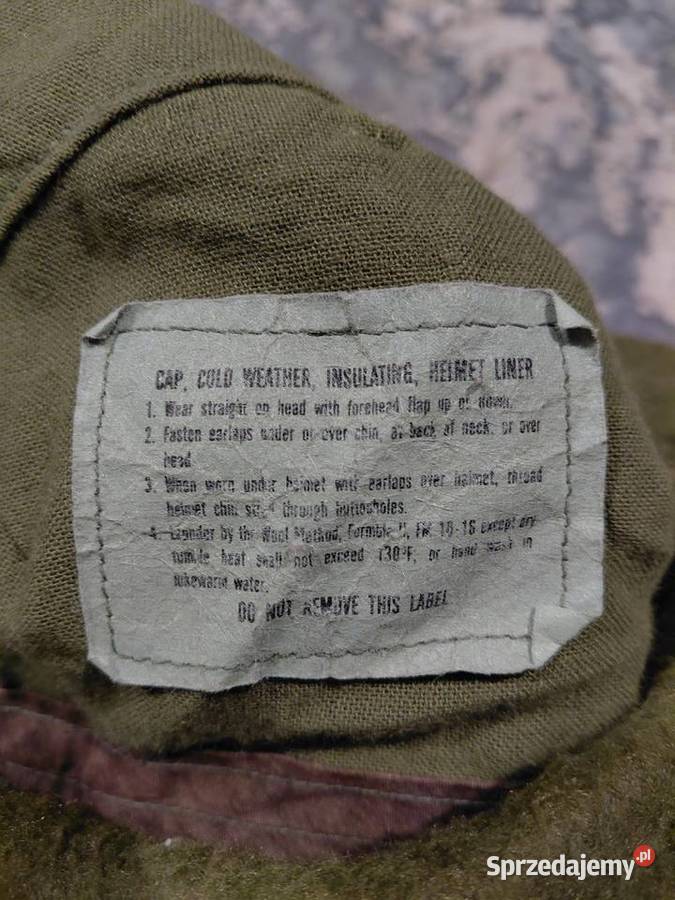 CAP, COLD WEATHER, INSULATING, HELMET LINER
1. Wear straight on head with forehead flap up or down.
2. Fasten earlaps under or over chin, at back of neck, or over
head
3. When worn under helmet with earlaps over helmet, thread
helmet chin strap through buttonholes.
4. Launder by the Wool Method, Formula II, FM 10-16 except dry
tumble heat shall not exceed 130°F, or hand wash in
lukewarm water.
DO NOT REMOVE THIS LABEL
Sprzedajemy.pl